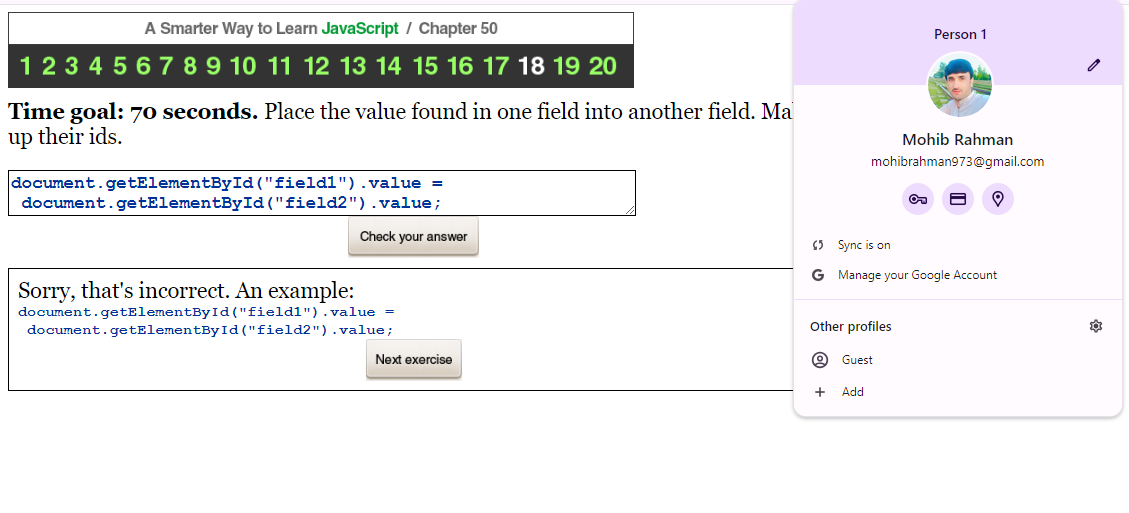 A Smarter Way to Learn JavaScript / Chapter 50
1 2 3 4 5 6 7 8 9 10 11 12 13 14 15 16 17 18 19 20
Time goal: 70 seconds. Place the value found in one field into another field. Ma
up their ids.
document.getElementById("field1").value =
document.getElementById("field2").value;
Check your answer
Sorry, that's incorrect. An example:
document.getElementById("field1").value =
document.getElementById("field2").value;
Next exercise
Person 1
Mohib Rahman
mohibrahman973@gmail.com
Sync is on
G Manage your Google Account
Other profiles
Guest
Add